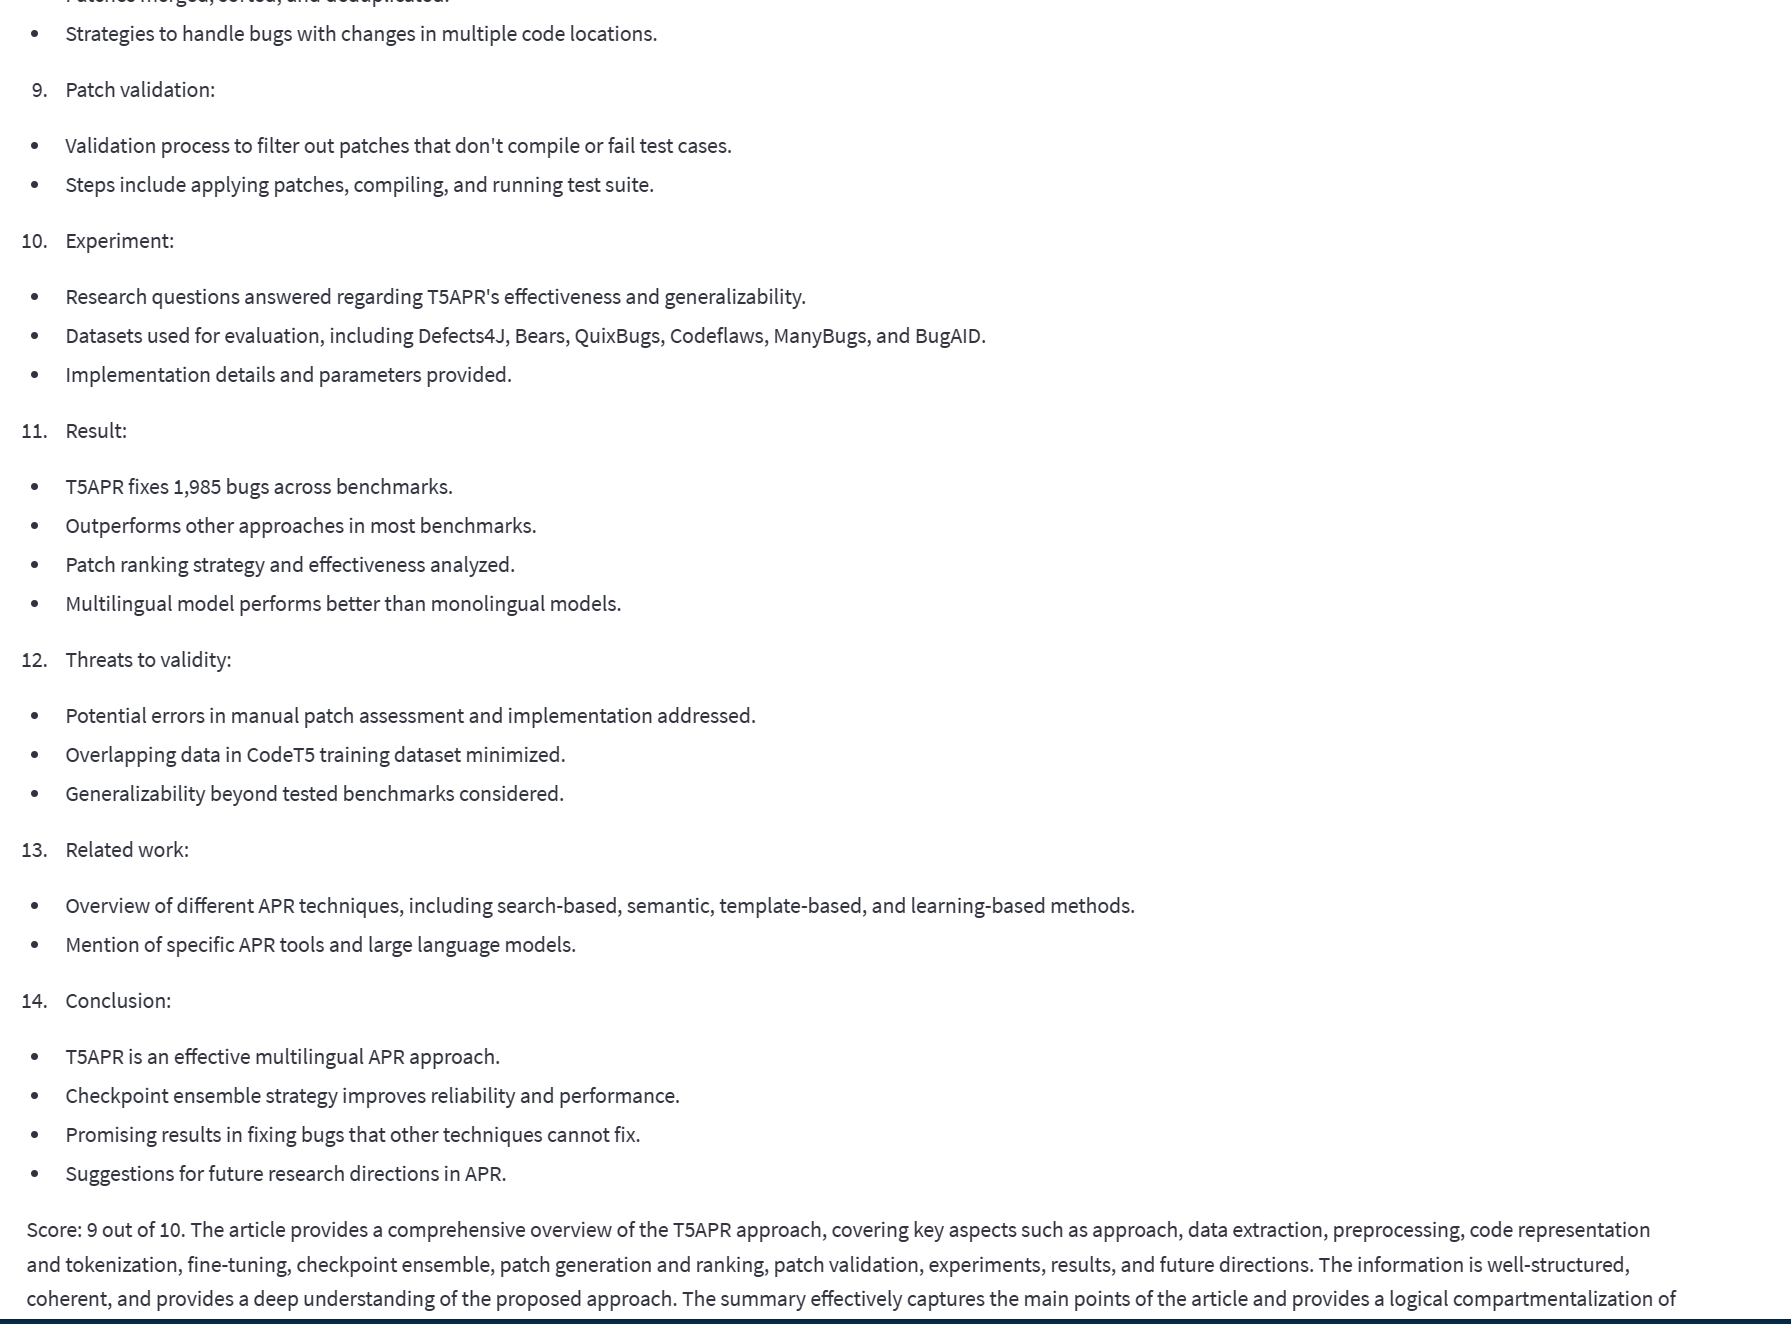 Patches merged, sorted, and deduplicated.
• Strategies to handle bugs with changes in multiple code locations.
9. Patch validation:
• Validation process to filter out patches that don't compile or fail test cases.
• Steps include applying patches, compiling, and running test suite.
10. Experiment:
• Research questions answered regarding T5APR's effectiveness and generalizability.
• Datasets used for evaluation, including Defects4J, Bears, QuixBugs, Codeflaws, ManyBugs, and BugAID.
• Implementation details and parameters provided.
11. Result:
• T5APR fixes 1,985 bugs across benchmarks.
• Outperforms other approaches in most benchmarks.
• Patch ranking strategy and effectiveness analyzed.
• Multilingual model performs better than monolingual models.
12. Threats to validity:
• Potential errors in manual patch assessment and implementation addressed.
• Overlapping data in CodeT5 training dataset minimized.
• Generalizability beyond tested benchmarks considered.
13. Related work:
• Overview of different APR techniques, including search-based, semantic, template-based, and learning-based methods.
• Mention of specific APR tools and large language models.
14. Conclusion:
• T5APR is an effective multilingual APR approach.
• Checkpoint ensemble strategy improves reliability and performance.
• Promising results in fixing bugs that other techniques cannot fix.
• Suggestions for future research directions in APR.
Score: 9 out of 10. The article provides a comprehensive overview of the T5APR approach, covering key aspects such as approach, data extraction, preprocessing, code representation
and tokenization, fine-tuning, checkpoint ensemble, patch generation and ranking, patch validation, experiments, results, and future directions. The information is well-structured,
coherent, and provides a deep understanding of the proposed approach. The summary effectively captures the main points of the article and provides a logical compartmentalization of